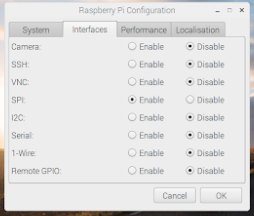 Raspberry Pi Configuration
System Interfaces Performance Localisation
Camera: Enable Disable
SSH: Enable Disable
VNC: Enable Disable
SPI: Enable Disable
I2C: Enable Disable
Serial: Enable Disable
1-Wire: Enable Disable
Remote GPIO: Enable Disable
Cancel OK